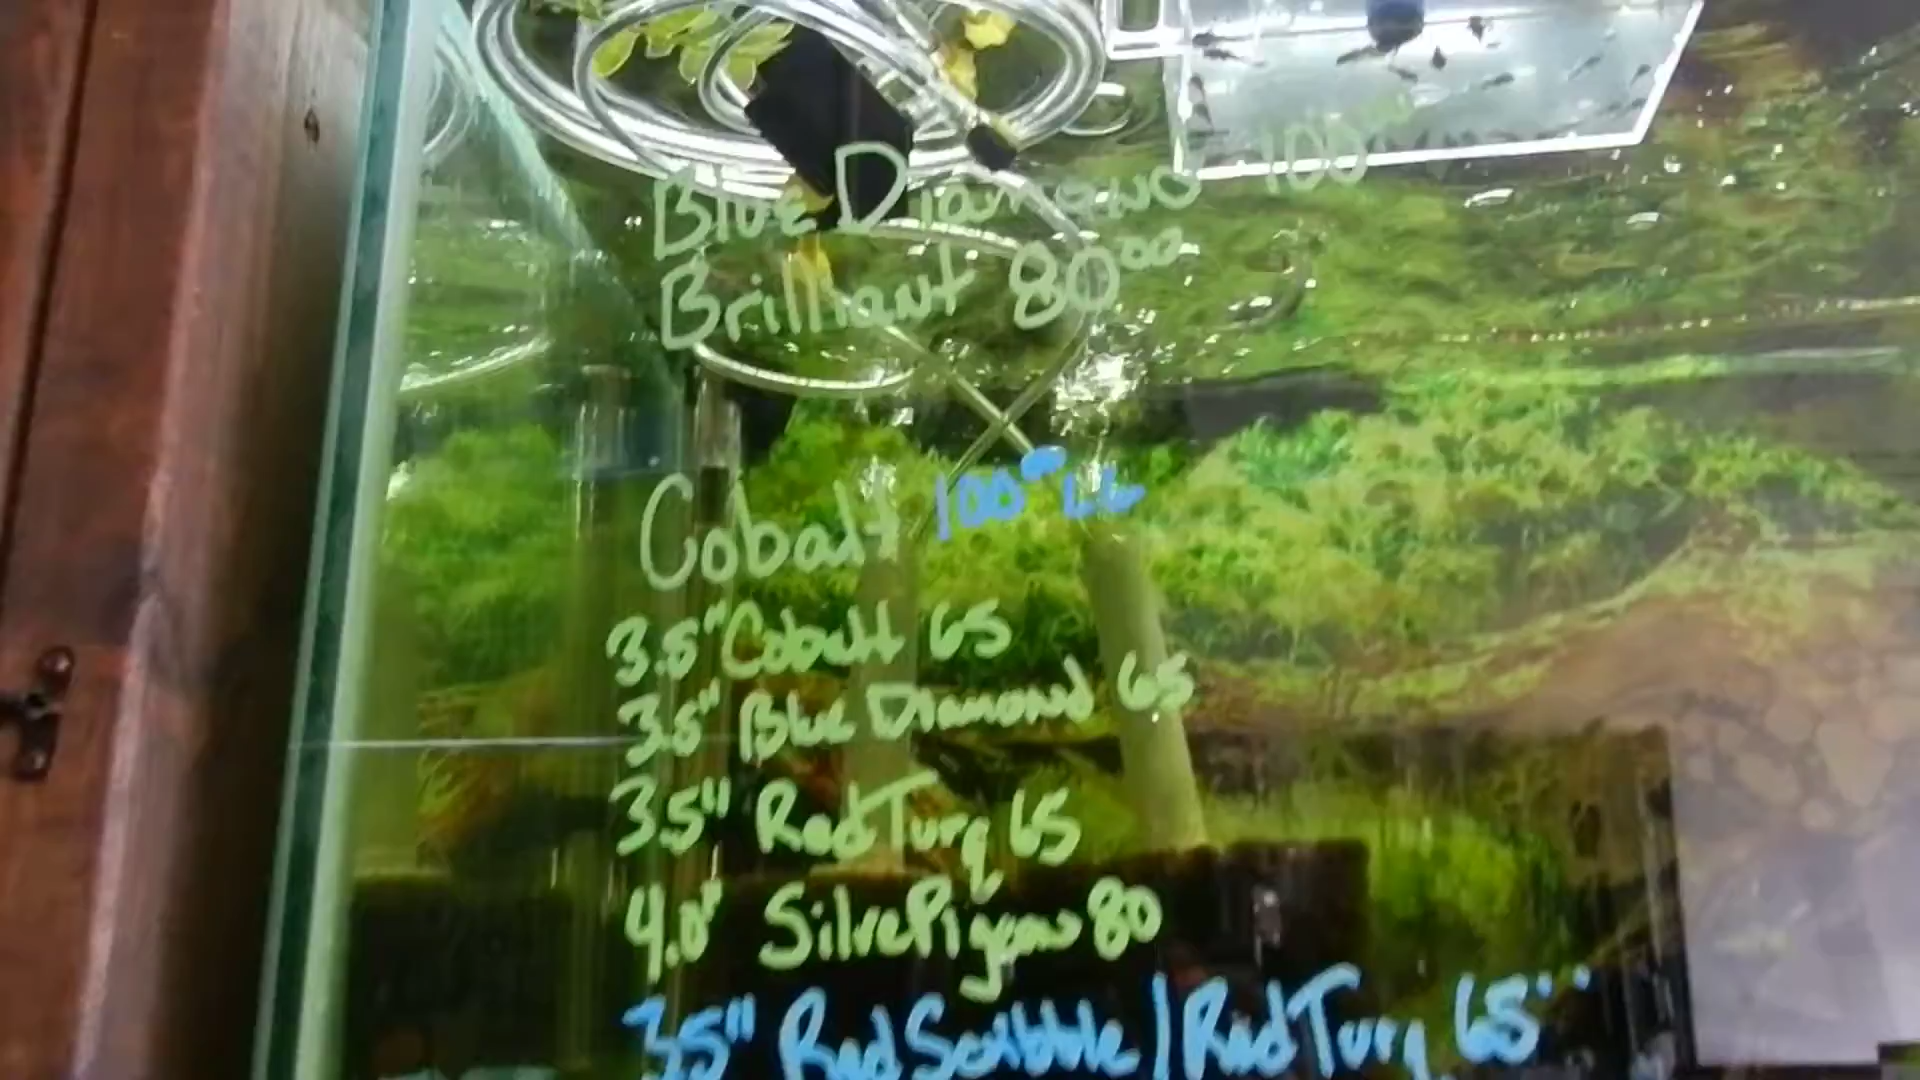 Blue Diamond 100
Brilliant 80⁰⁰
Cobalt 100
3.5" Cobalt 65
3.5" Blue Diamond 65
3.5" Red Turq 65
4.0" SilvePigeon 80
3.5" Red Scribble / Red Turq 65